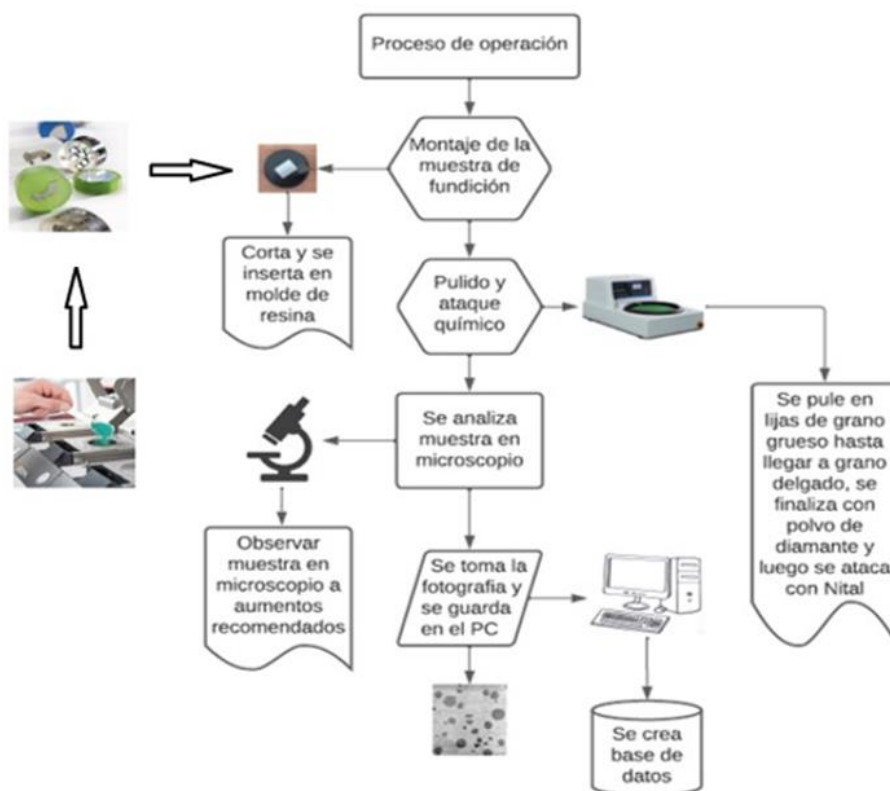 Proceso de operación
Montaje de la
muestra de
fundición
Corta y se
inserta en
molde de
resina
Pulido y
ataque
químico
Se pule en
lijas de grano
grueso hasta
llegar a grano
delgado, se
finaliza con
polvo de
diamante y
luego se ataca
con Nital
Se analiza
muestra en
microscopio
Observar
muestra en
microscopio a
aumentos
recomendados
Se toma la
fotografia y
se guarda
en el PC
Se crea
base de
datos